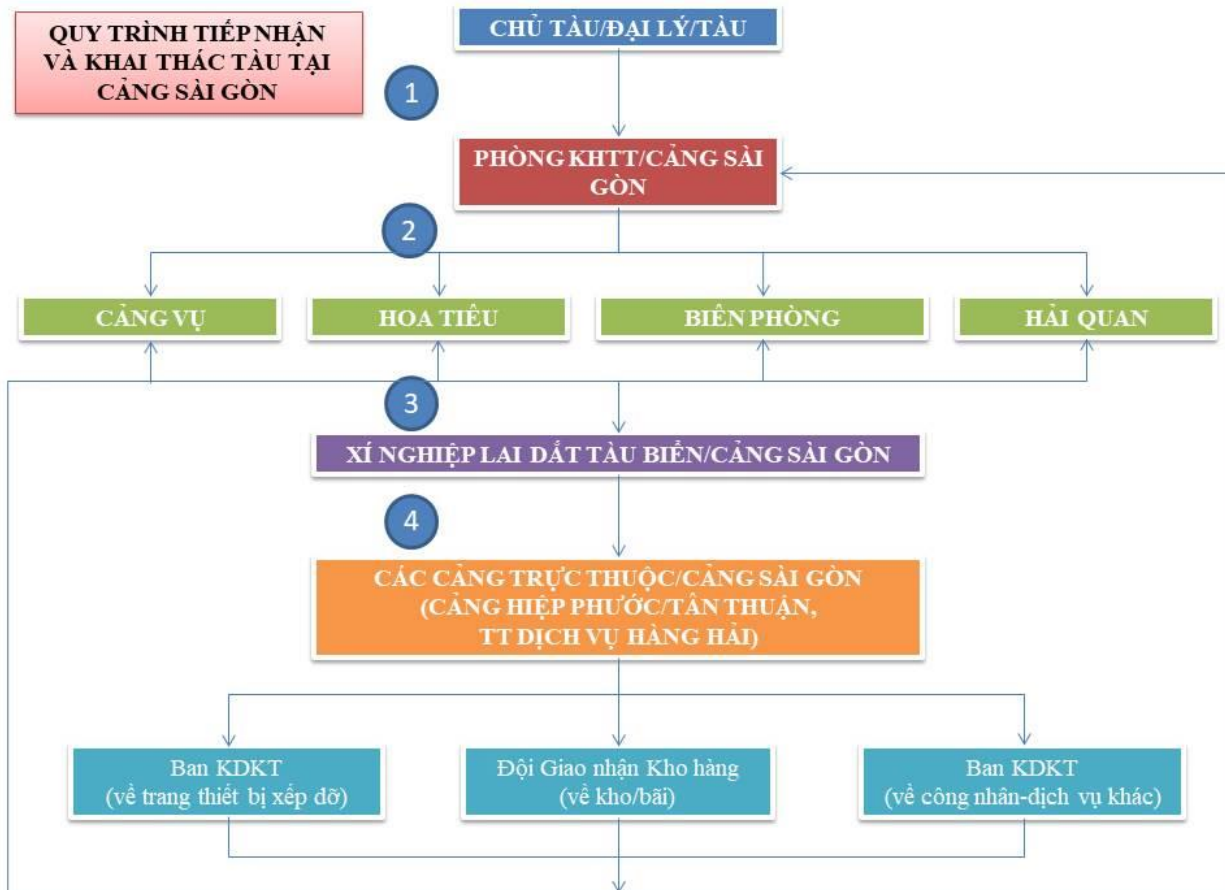 QUY TRÌNH TIẾP NHẬN
VÀ KHAI THÁC TÀU TẠI
CẢNG SÀI GÒN
CHỦ TÀU/ĐẠI LÝ/TÀU
1
PHÒNG KHTT/CẢNG SÀI
GÒN
2
CẢNG VỤ
HOA TIÊU
BIÊN PHÒNG
HẢI QUAN
3
XÍ NGHIỆP LAI DẮT TÀU BIỂN/CẢNG SÀI GÒN
4
CÁC CẢNG TRỰC THUỘC/CẢNG SÀI GÒN
(CẢNG HIỆP PHƯỚC/TÂN THUẬN,
TT DỊCH VỤ HÀNG HẢI)
Ban KDKT
(về trang thiết bị xếp dỡ)
Đội Giao nhận Kho hàng
(về kho/bãi)
Ban KDKT
(về công nhân-dịch vụ khác)